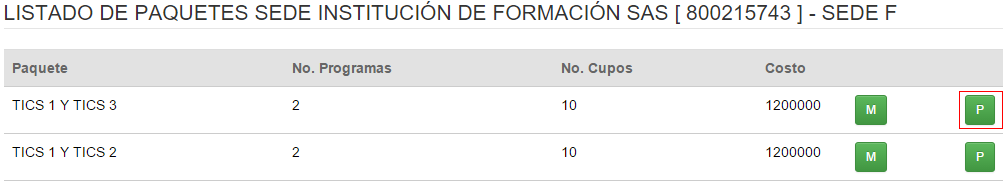 LISTADO DE PAQUETES SEDE INSTITUCIÓN DE FORMACIÓN SAS [ 800215743 ] - SEDE F
Paquete No. Programas No. Cupos Costo
TICS 1 Y TICS 3 2 10 1200000 M P
TICS 1 Y TICS 2 2 10 1200000 M P